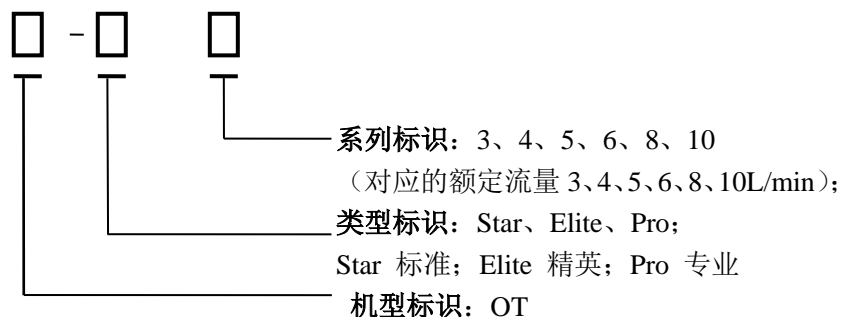 □ - □ □
系列标识：3、4、5、6、8、10
（对应的额定流量 3、4、5、6、8、10L/min）；
类型标识：Star、Elite、Pro；
Star 标准；Elite 精英；Pro 专业
机型标识：OT